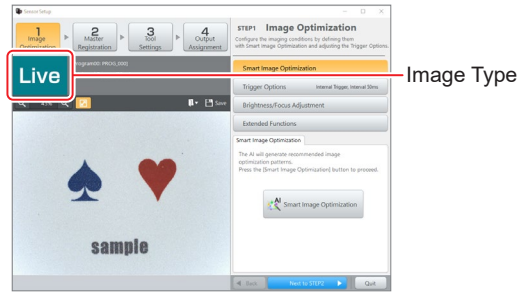 Sensor Setup
1
Image
Optimization
2
Master
Registration
3
Tool
Settings
4
Output
Assignment
STEP1 Image Optimization
Configure the imaging conditions by defining them
with Smart Image Optimization and adjusting the Trigger Options.
Live
Image Type
Smart Image Optimization
Trigger Options
Internal Trigger, Interval 50ms
Brightness/Focus Adjustment
Extended Functions
45%
Save
Smart Image Optimization
The AI will generate recommended image
optimization patterns.
Press the [Smart Image Optimization] button to proceed.
AI
Smart Image Optimization
sample
Back
Next to STEP2
Quit